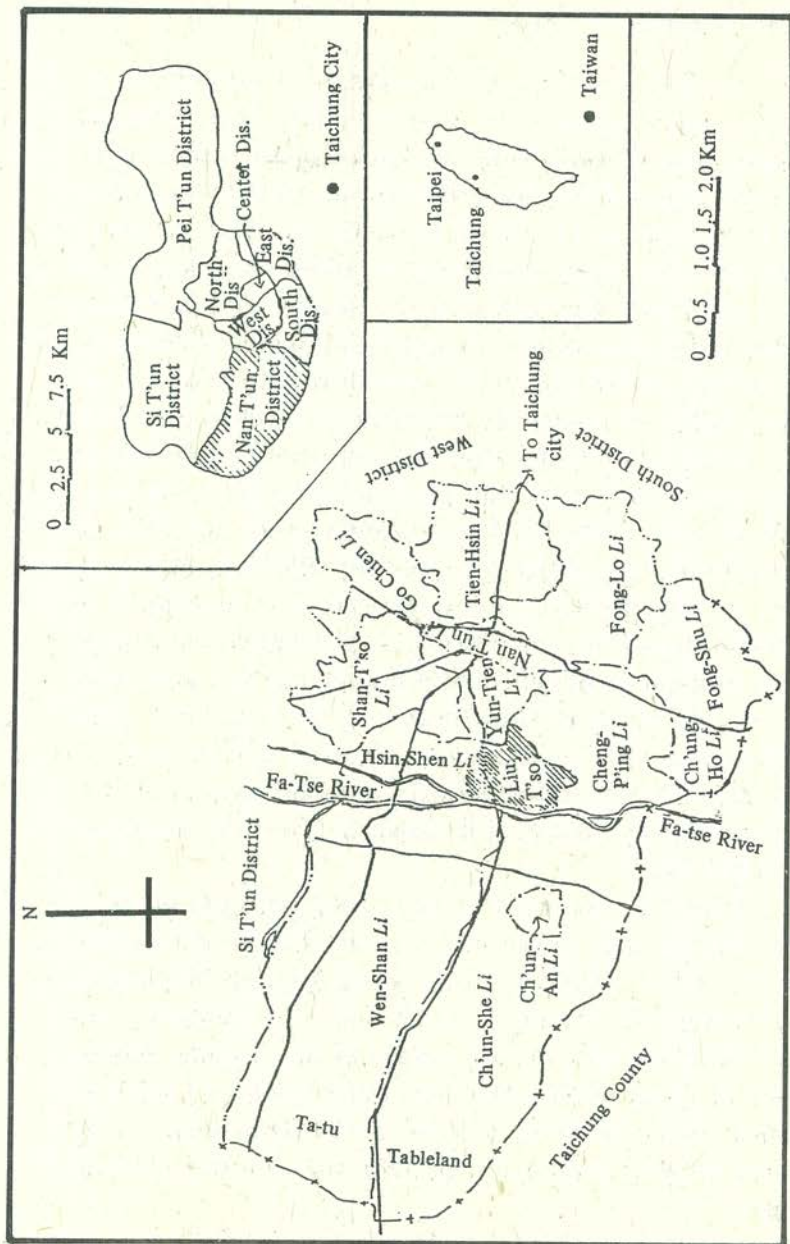 Pei T'un District
Si T'un
District
North
Dis
Center Dis.
East
Dis.
West
Dis.
South
Dis.
Nan T'un
District
● Taichung City
0 2.5 5 7.5 Km
Taipei
Taichung
● Taiwan
0 0.5 1.0 1.5 2.0 Km
N
Si T'un District
West District
South District
To Taichung
city
Go Chien Li
Tien-Hsin Li
Shan-T'so
Li
Nan T'un Li
Yun-Tien
Li
Fong-Lo Li
Fong-Shu Li
Hsin-Shen Li
Fa-Tse River
Liu
T'so
Cheng-
P'ing Li
Ch'ung-
Ho Li
Fa-tse River
Wen-Shan Li
Ch'un-
An Li
Ch'un-She Li
Ta-tu
Tableland
Taichung County